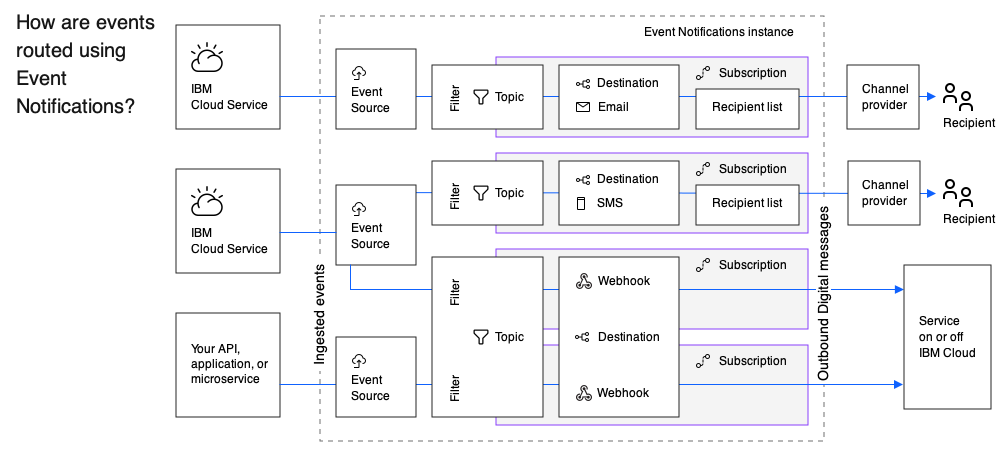 How are events
routed using
Event
Notifications?
Event Notifications instance
IBM
Cloud Service
Event
Source
Filter
Topic
Destination
Email
Subscription
Recipient list
Channel
provider
Recipient
IBM
Cloud Service
Event
Source
Filter
Topic
Destination
SMS
Subscription
Recipient list
Channel
provider
Recipient
Ingested events
Outbound Digital messages
Filter
Webhook
Subscription
Topic
Destination
Your API,
application, or
microservice
Event
Source
Filter
Webhook
Subscription
Service
on or off
IBM Cloud